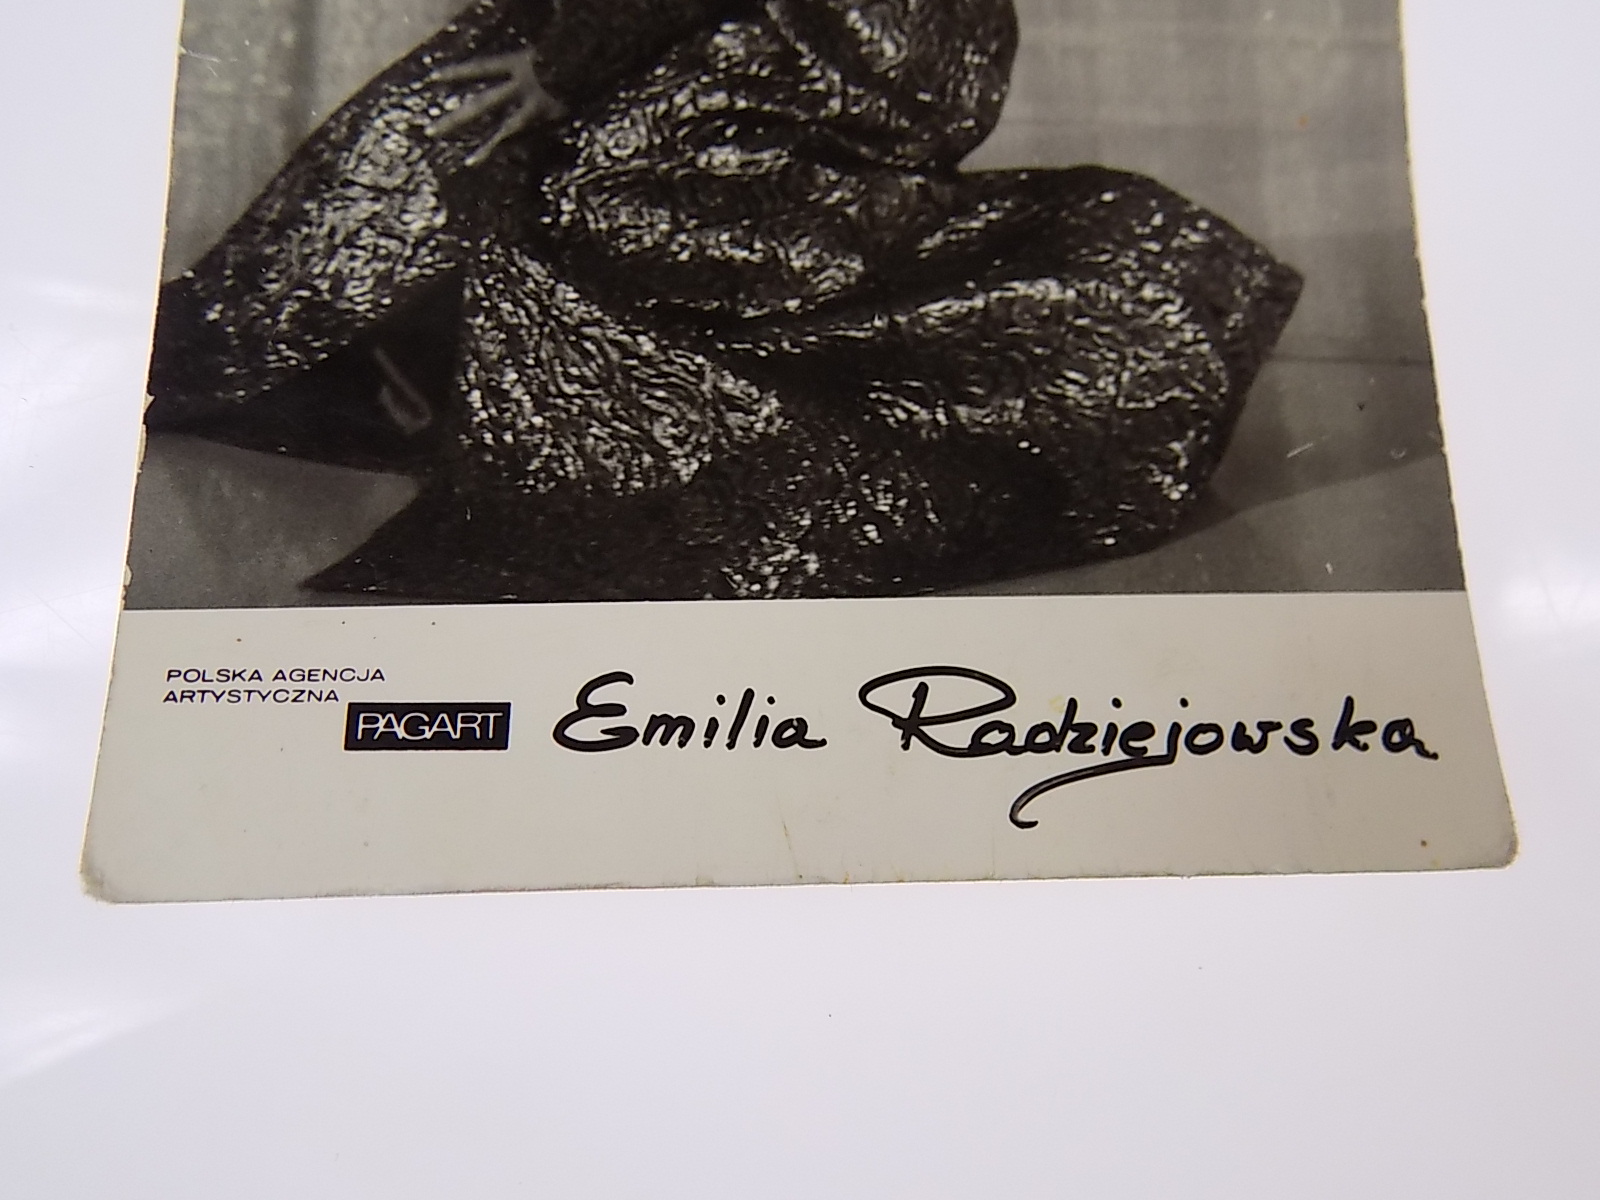 POLSKA AGENCJA
ARTYSTYCZNA
PAGART
Emilia Radziejowska